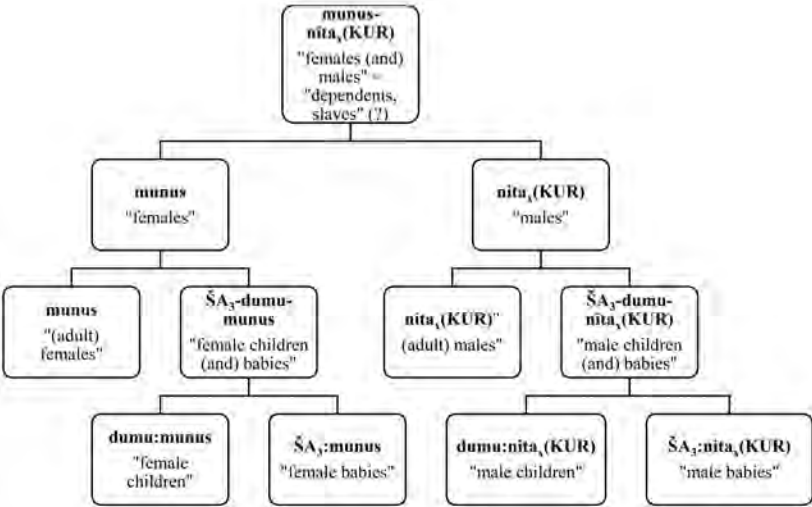 munus-
nitaₓ(KUR)
"females (and)
males" –
"dependents,
slaves" (?)
munus
"females"
nitaₓ(KUR)
"males"
munus
"(adult)
females"
ŠA₃-dumu-
munus
"female children
(and) babies"
nitaₓ(KUR)"
(adult) males"
ŠA₃-dumu-
nitaₓ(KUR)
"male children
(and) babies"
dumu:munus
"female
children"
ŠA₃:munus
"female babies"
dumu:nitaₓ(KUR)
"male children"
ŠA₃:nitaₓ(KUR)
"male babies"